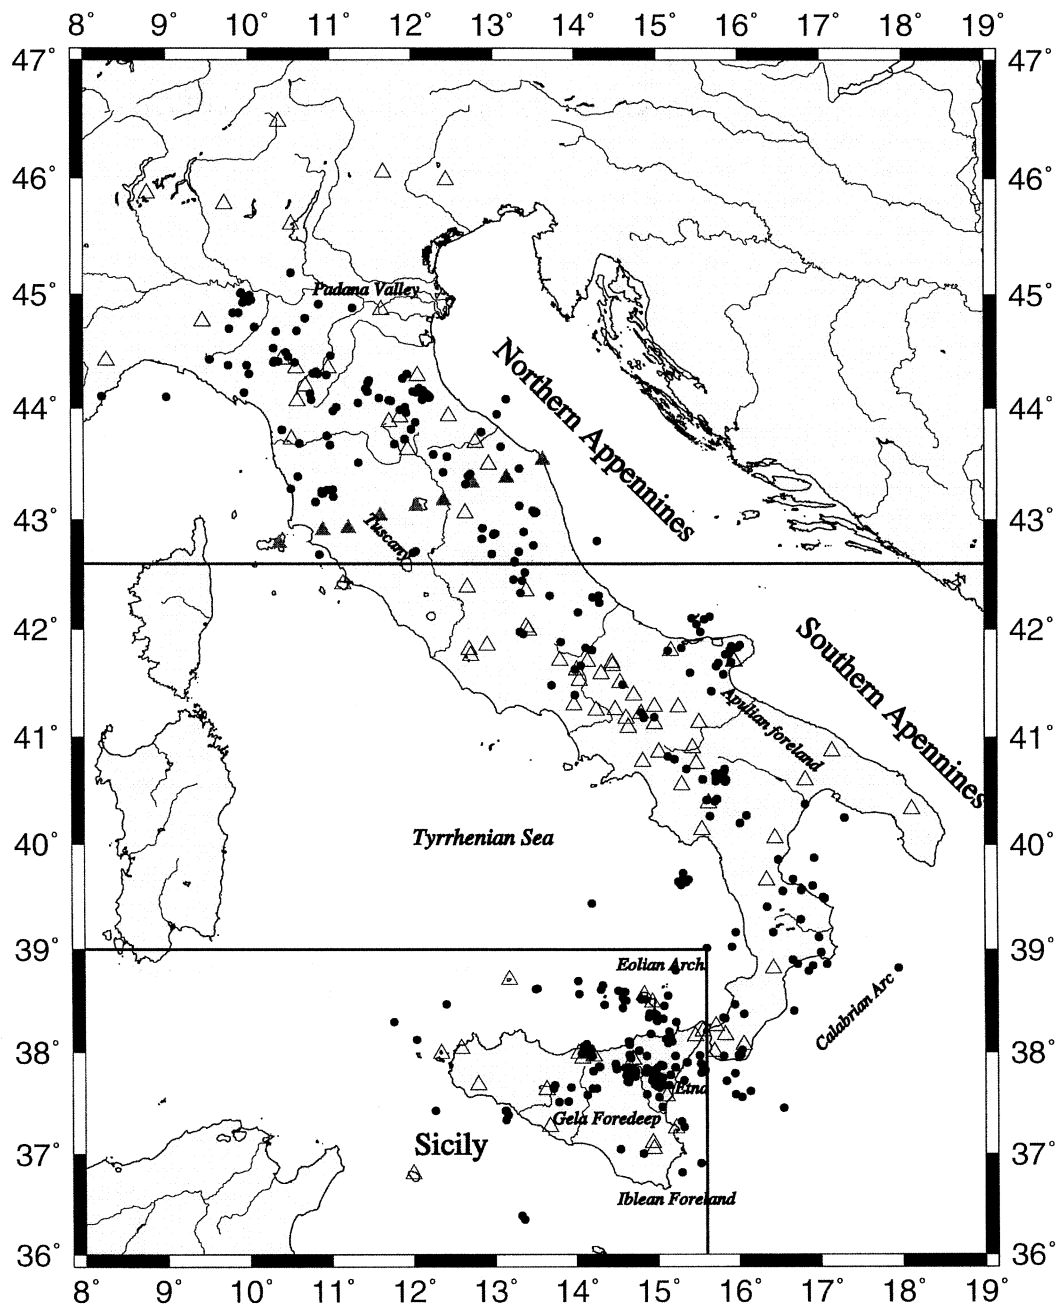 8° 9° 10° 11° 12° 13° 14° 15° 16° 17° 18° 19°
47° 47°
46° 46°
Padana Valley
45° 45°
Northern Appennines
44° 44°
43° 43°
Tuscany
Southern Apennines
42° 42°
Apulian foreland
41° 41°
Tyrrhenian Sea
40° 40°
39° 39°
Eolian Arch
Calabrian Arc
38° 38°
Etna
Gela Foredeep
Sicily
37° 37°
Iblean Foreland
36° 36°
8° 9° 10° 11° 12° 13° 14° 15° 16° 17° 18° 19°